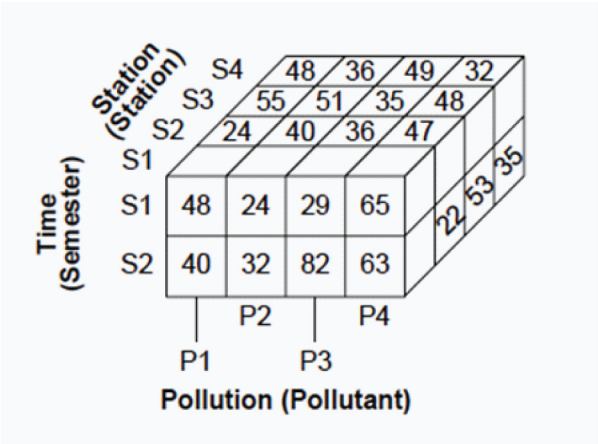 Station
(Station)
S4 48 36 49 32
S3 55 51 35 48
S2 24 40 36 47
S1
Time
(Semester)
S1 48 24 29 65
S2 40 32 82 63
22 53 35
P2 P4
P1 P3
Pollution (Pollutant)